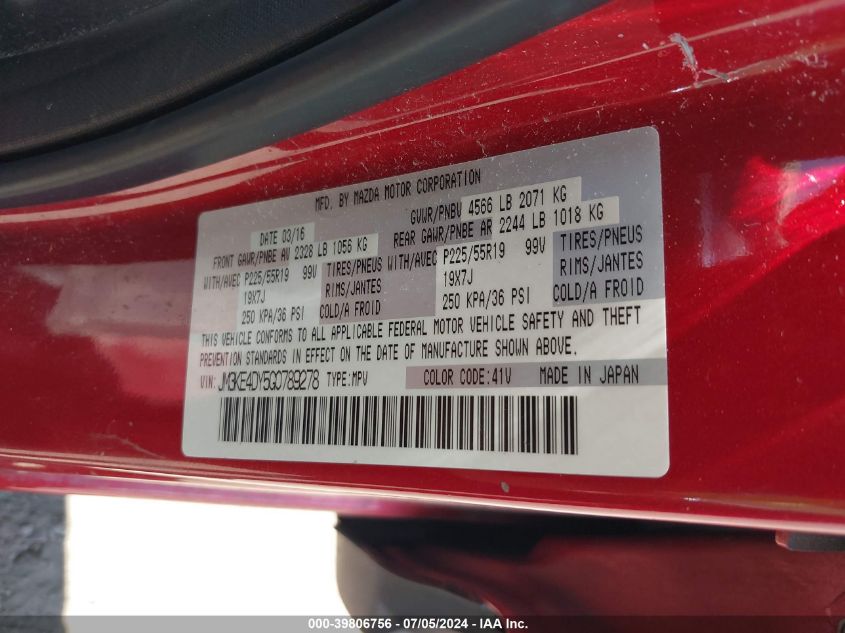 MFD. BY MAZDA MOTOR CORPORATION
DATE 03/16 GVWR/PNBV 4566 LB 2071 KG
FRONT GAWR/PNBE AV 2328 LB 1056 KG REAR GAWR/PNBE AR 2244 LB 1018 KG
WITH/AVEC P225/55R19 99V TIRES/PNEUS WITH/AVEC P225/55R19 99V TIRES/PNEUS
19X7J RIMS/JANTES 19X7J RIMS/JANTES
250 KPA/36 PSI COLD/A FROID 250 KPA/36 PSI COLD/A FROID
THIS VEHICLE CONFORMS TO ALL APPLICABLE FEDERAL MOTOR VEHICLE SAFETY AND THEFT
PREVENTION STANDARDS IN EFFECT ON THE DATE OF MANUFACTURE SHOWN ABOVE.
VIN: JM3KE4DY5G0789278 TYPE:MPV COLOR CODE:41V MADE IN JAPAN
000-39806756 - 07/05/2024 - IAA Inc.